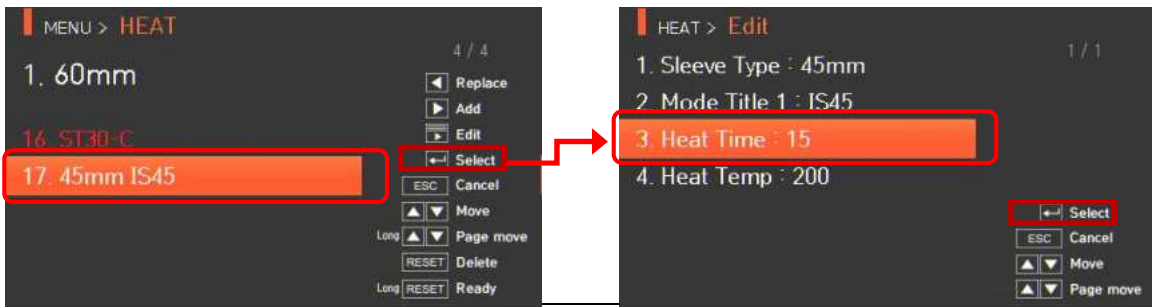 MENU > HEAT
4 / 4
1. 60mm
Replace
Add
16. ST30-C
Edit
Select
17. 45mm IS45
ESC Cancel
Move
Long Page move
RESET Delete
Long RESET Ready
HEAT > Edit
1 / 1
1. Sleeve Type : 45mm
2. Mode Title 1 : IS45
3. Heat Time : 15
4. Heat Temp : 200
Select
ESC Cancel
Move
Page move